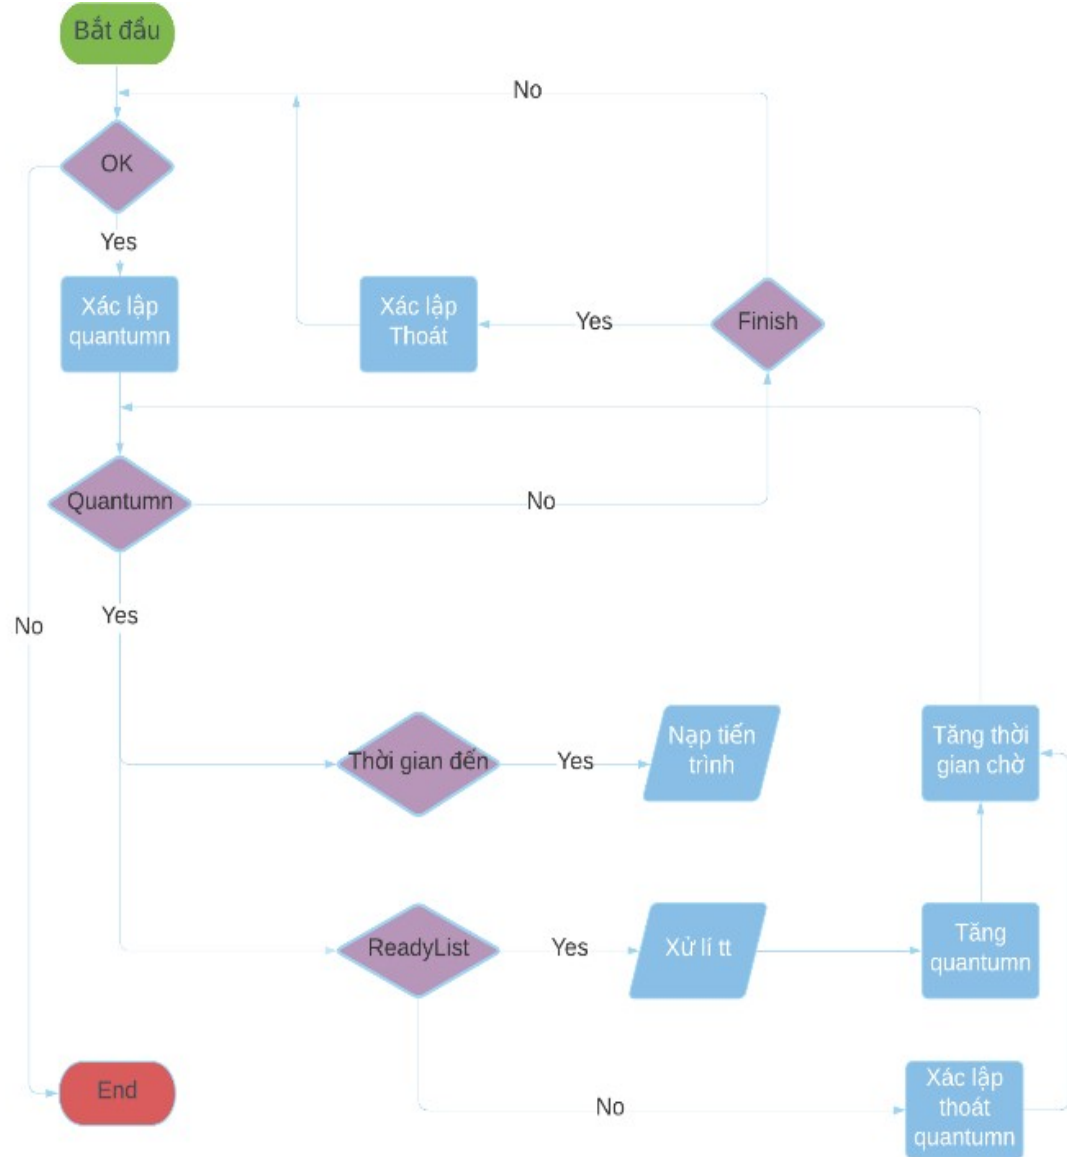 Bắt đầu
No
OK
Yes
Xác lập
quantumn
Xác lập
Thoát
Yes
Finish
Quantumn
No
Yes
No
Thời gian đến
Yes
Nạp tiến
trình
Tăng thời
gian chờ
ReadyList
Yes
Xử lí tt
Tăng
quantumn
End
No
Xác lập
thoát
quantumn